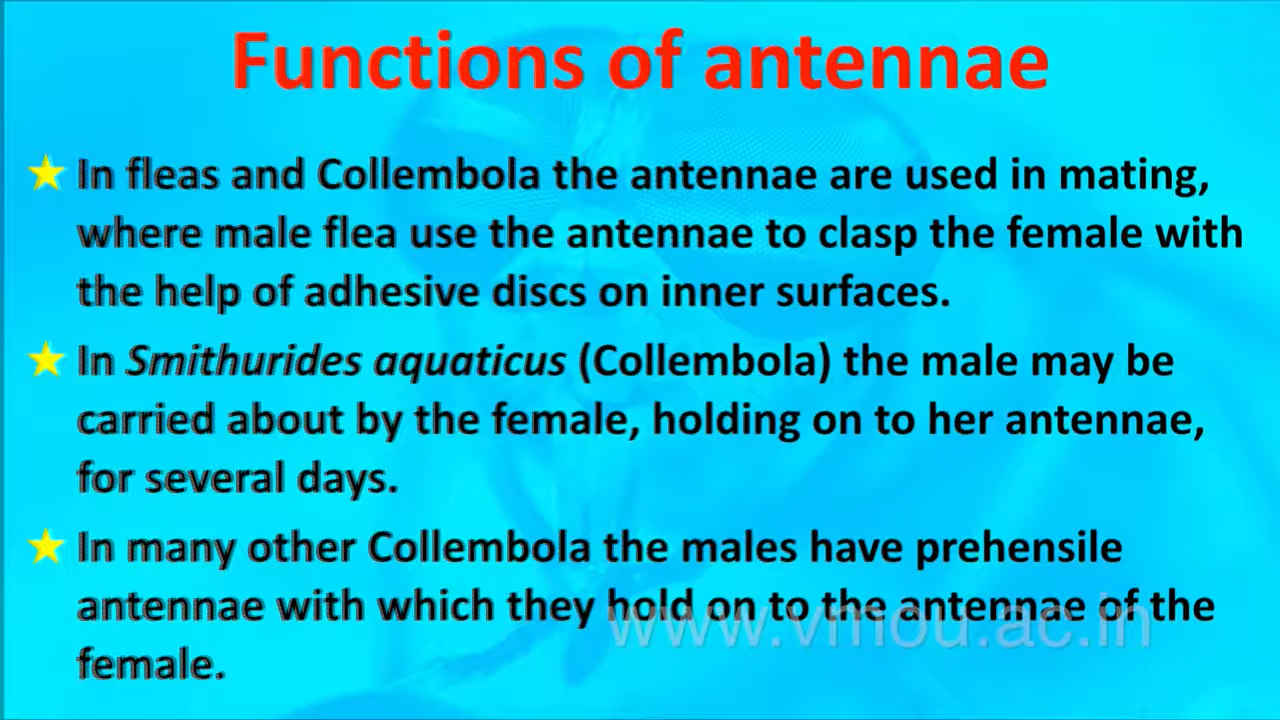 Functions of antennae
In fleas and Collembola the antennae are used in mating,
where male flea use the antennae to clasp the female with
the help of adhesive discs on inner surfaces.
In Smithurides aquaticus (Collembola) the male may be
carried about by the female, holding on to her antennae,
for several days.
In many other Collembola the males have prehensile
antennae with which they hold on to the antennae of the
www.vmou.ac.in
female.